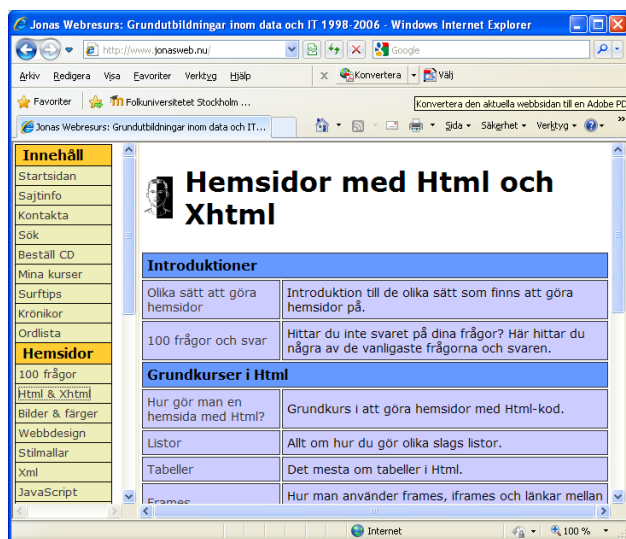 Jonas Webresurs: Grundutbildningar inom data och IT 1998-2006 - Windows Internet Explorer
http://www.jonasweb.nu/
Google
Arkiv Redigera Visa Favoriter Verktyg Hjälp
x Konvertera Välj
Favoriter Folkuniversitetet Stockholm ...
Konvertera den aktuella webbsidan till en Adobe PD
Jonas Webresurs: Grundutbildningar inom data och IT...
Sida Säkerhet Verktyg »
Innehåll
Startsidan
Sajtinfo
Kontakta
Sök
Beställ CD
Mina kurser
Surftips
Krönikor
Ordlista
Hemsidor
100 frågor
Html & Xhtml
Bilder & färger
Webbdesign
Stilmallar
Xml
JavaScript
Hemsidor med Html och
Xhtml
Introduktioner
Olika sätt att göra
hemsidor
Introduktion till de olika sätt som finns att göra
hemsidor på.
100 frågor och svar
Hittar du inte svaret på dina frågor? Här hittar du
några av de vanligaste frågorna och svaren.
Grundkurser i Html
Hur gör man en
hemsida med Html?
Grundkurs i att göra hemsidor med Html-kod.
Listor
Allt om hur du gör olika slags listor.
Tabeller
Det mesta om tabeller i Html.
Frames
Hur man använder frames, iframes och länkar mellan
Internet
100 %